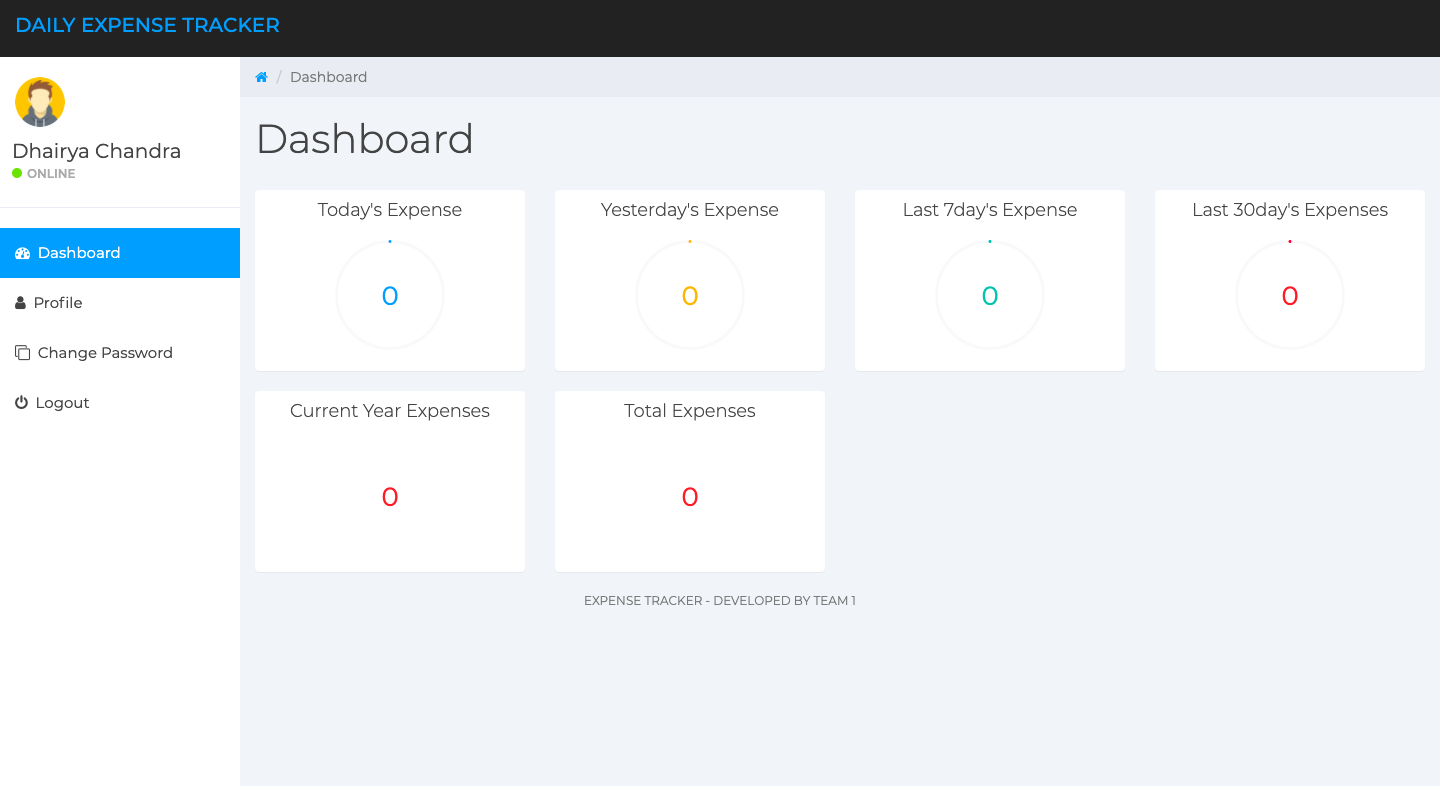 DAILY EXPENSE TRACKER
Dhairya Chandra
ONLINE
Dashboard
Profile
Change Password
Logout
/ Dashboard
Dashboard
Today's Expense
0
Yesterday's Expense
0
Last 7day's Expense
0
Last 30day's Expenses
0
Current Year Expenses
0
Total Expenses
0
EXPENSE TRACKER - DEVELOPED BY TEAM 1